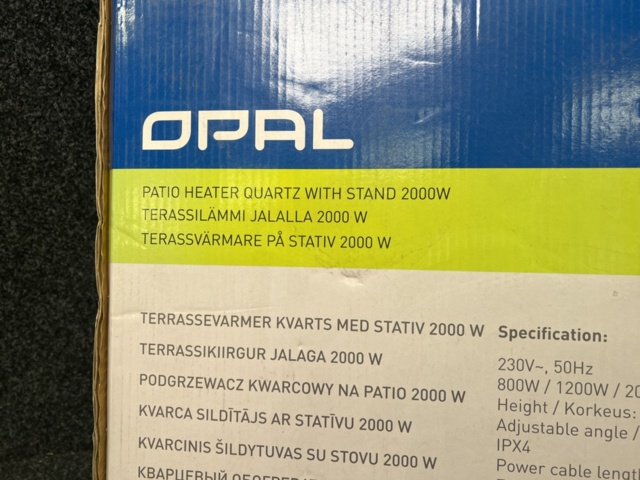 OPAL
PATIO HEATER QUARTZ WITH STAND 2000W
TERASSILÄMMI JALALLA 2000 W
TERASSVÄRMARE PÅ STATIV 2000 W
TERRASSEVARMER KVARTS MED STATIV 2000 W
TERRASSIKIIRGUR JALAGA 2000 W
PODGRZEWACZ KWARCOWY NA PATIO 2000 W
KVARCA SILDĪTĀJS AR STATĪVU 2000 W
KVARCINIS ŠILDYTUVAS SU STOVU 2000 W
КВАРЦЕВЫЙ
Specification:
230V~, 50Hz
800W / 1200W / 20
Height / Korkeus:
Adjustable angle /
IPX4
Power cable